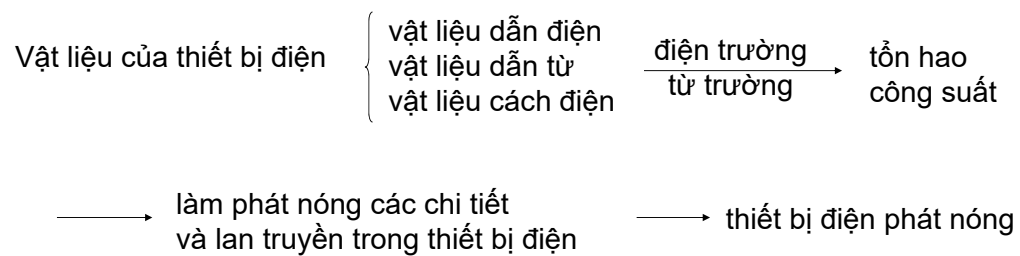 Vật liệu của thiết bị điện
vật liệu dẫn điện
vật liệu dẫn từ
vật liệu cách điện
điện trường
từ trường
tổn hao
công suất
làm phát nóng các chi tiết
và lan truyền trong thiết bị điện
thiết bị điện phát nóng